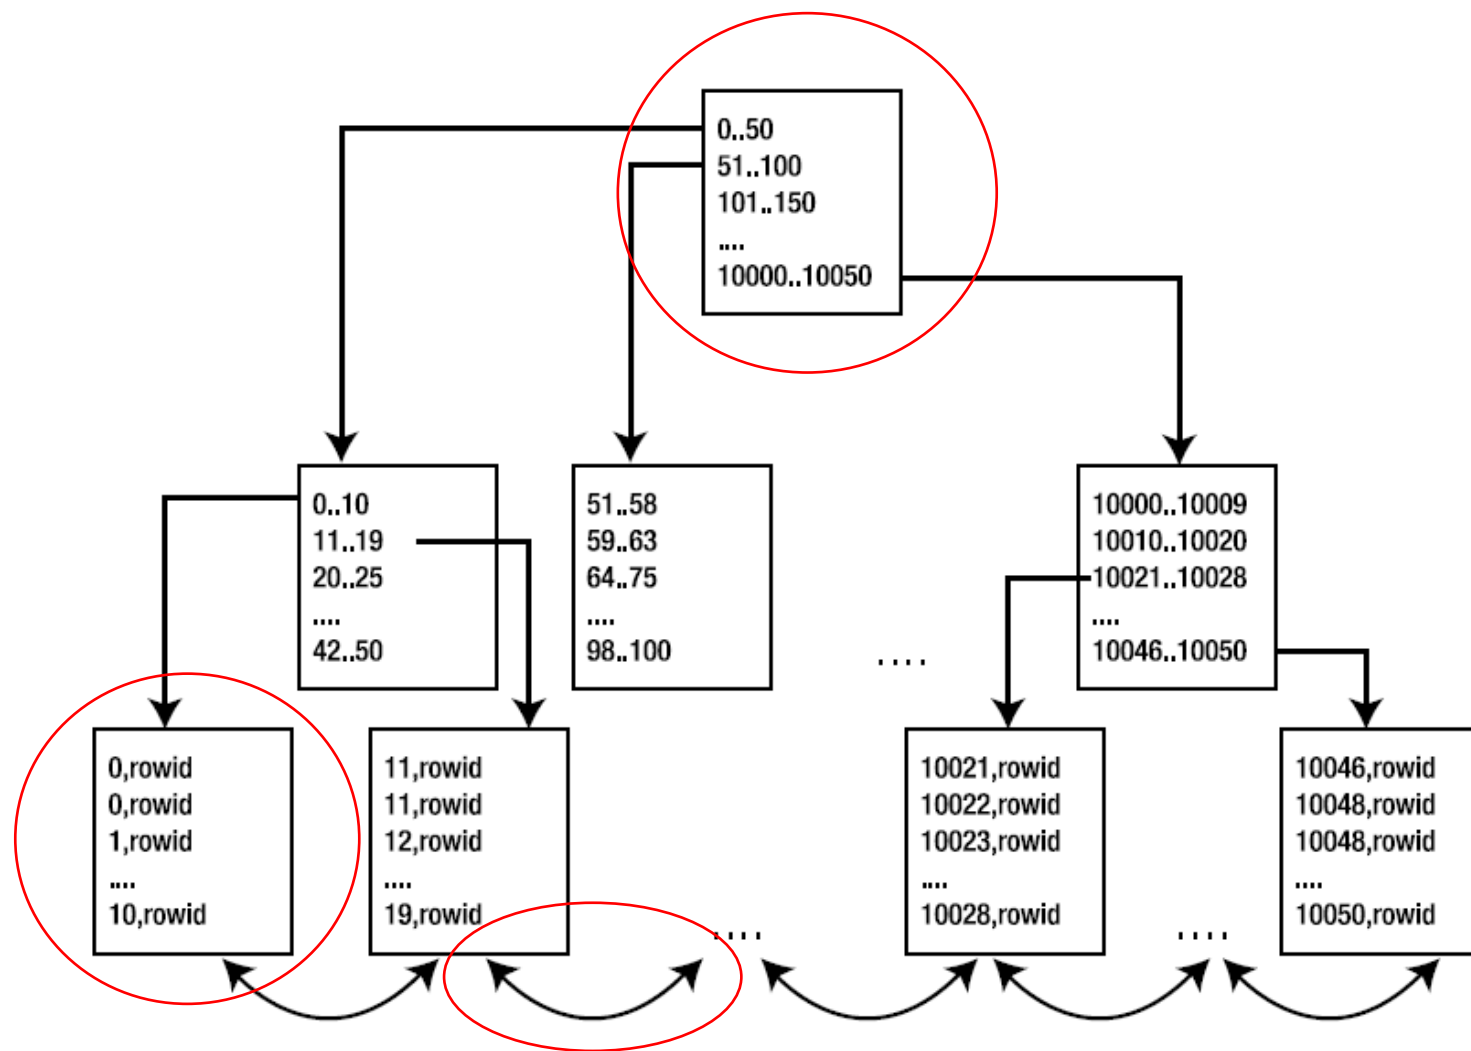 0..50
51..100
101..150
....
10000..10050
0..10
11..19
20..25
....
42..50
51..58
59..63
64..75
....
98..100
....
10000..10009
10010..10020
10021..10028
....
10046..10050
0,rowid
0,rowid
1,rowid
....
10,rowid
11,rowid
11,rowid
12,rowid
....
19,rowid
....
10021,rowid
10022,rowid
10023,rowid
....
10028,rowid
....
10046,rowid
10048,rowid
10048,rowid
....
10050,rowid